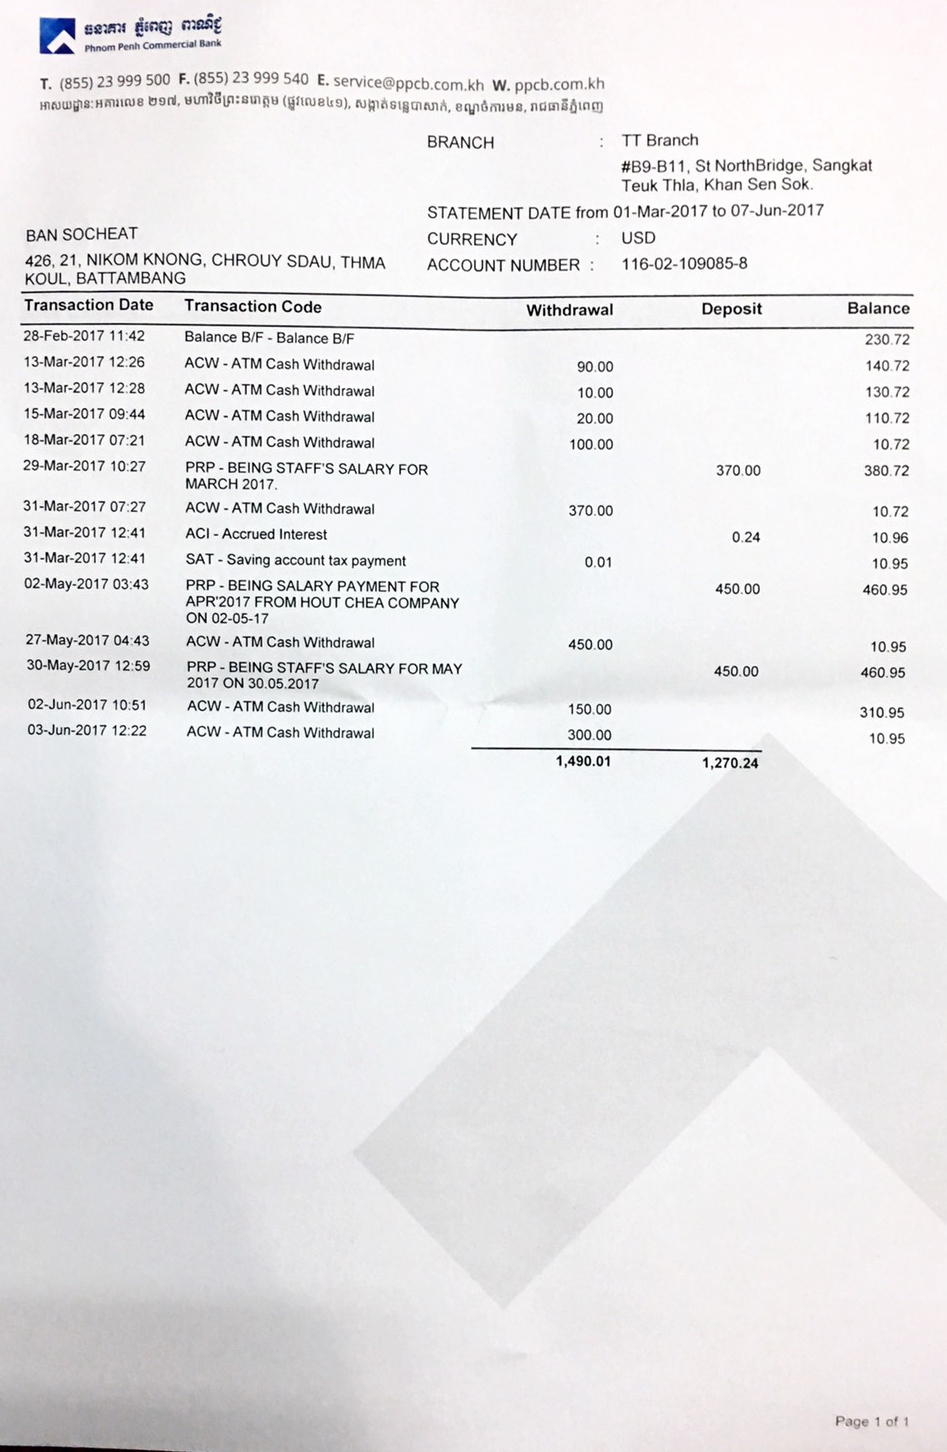 ធនាគារ ភ្នំពេញ ពាណិជ្ជ
Phnom Penh Commercial Bank
T. (855) 23 999 500 F. (855) 23 999 540 E. service@ppcb.com.kh W. ppcb.com.kh
អាសយដ្ឋាន: អគារលេខ ២១៧, មហាវិថីព្រះនរោត្តម (ផ្លូវលេខ៤១), សង្កាត់ទន្លេបាសាក់, ខណ្ឌចំការមន, រាជធានីភ្នំពេញ
BRANCH : TT Branch
#B9-B11, St NorthBridge, Sangkat
Teuk Thla, Khan Sen Sok.
STATEMENT DATE from 01-Mar-2017 to 07-Jun-2017
BAN SOCHEAT
CURRENCY : USD
426, 21, NIKOM KNONG, CHROUY SDAU, THMA
KOUL, BATTAMBANG
ACCOUNT NUMBER : 116-02-109085-8
Transaction Date Transaction Code Withdrawal Deposit Balance
28-Feb-2017 11:42 Balance B/F - Balance B/F 230.72
13-Mar-2017 12:26 ACW - ATM Cash Withdrawal 90.00 140.72
13-Mar-2017 12:28 ACW - ATM Cash Withdrawal 10.00 130.72
15-Mar-2017 09:44 ACW - ATM Cash Withdrawal 20.00 110.72
18-Mar-2017 07:21 ACW - ATM Cash Withdrawal 100.00 10.72
29-Mar-2017 10:27 PRP - BEING STAFF'S SALARY FOR 370.00 380.72
MARCH 2017.
31-Mar-2017 07:27 ACW - ATM Cash Withdrawal 370.00 10.72
31-Mar-2017 12:41 ACI - Accrued Interest 0.24 10.96
31-Mar-2017 12:41 SAT - Saving account tax payment 0.01 10.95
02-May-2017 03:43 PRP - BEING SALARY PAYMENT FOR 450.00 460.95
APR'2017 FROM HOUT CHEA COMPANY
ON 02-05-17
27-May-2017 04:43 ACW - ATM Cash Withdrawal 450.00 10.95
30-May-2017 12:59 PRP - BEING STAFF'S SALARY FOR MAY 450.00 460.95
2017 ON 30.05.2017
02-Jun-2017 10:51 ACW - ATM Cash Withdrawal 150.00 310.95
03-Jun-2017 12:22 ACW - ATM Cash Withdrawal 300.00 10.95
1,490.01 1,270.24
Page 1 of 1